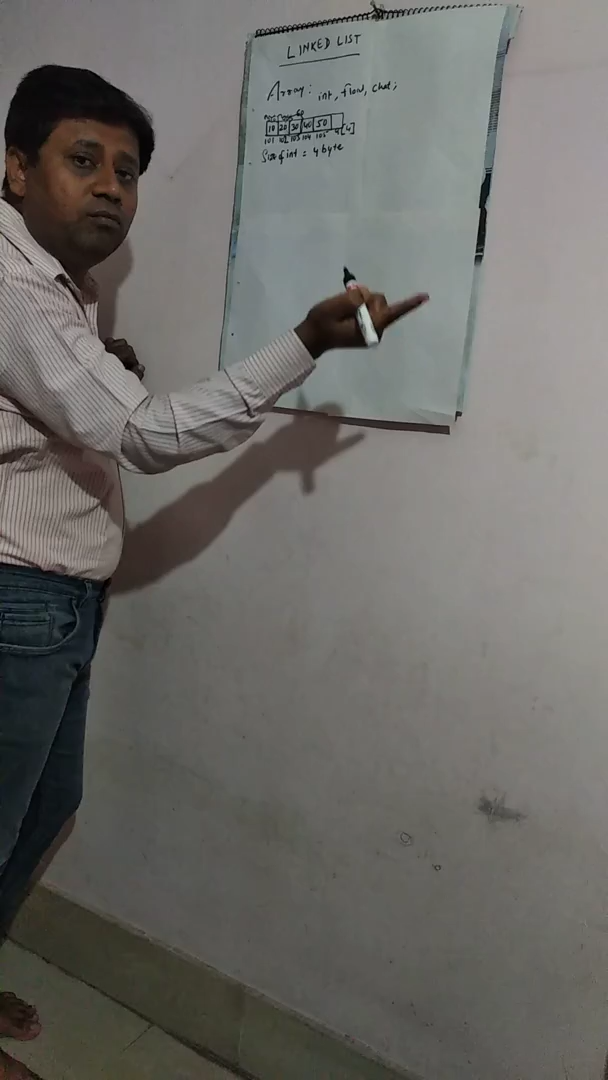 LINKED LIST
Array: int, float, char;
10 20 30 40 50
101 102 103 104 105 a[4]
Size of int = 4 byte